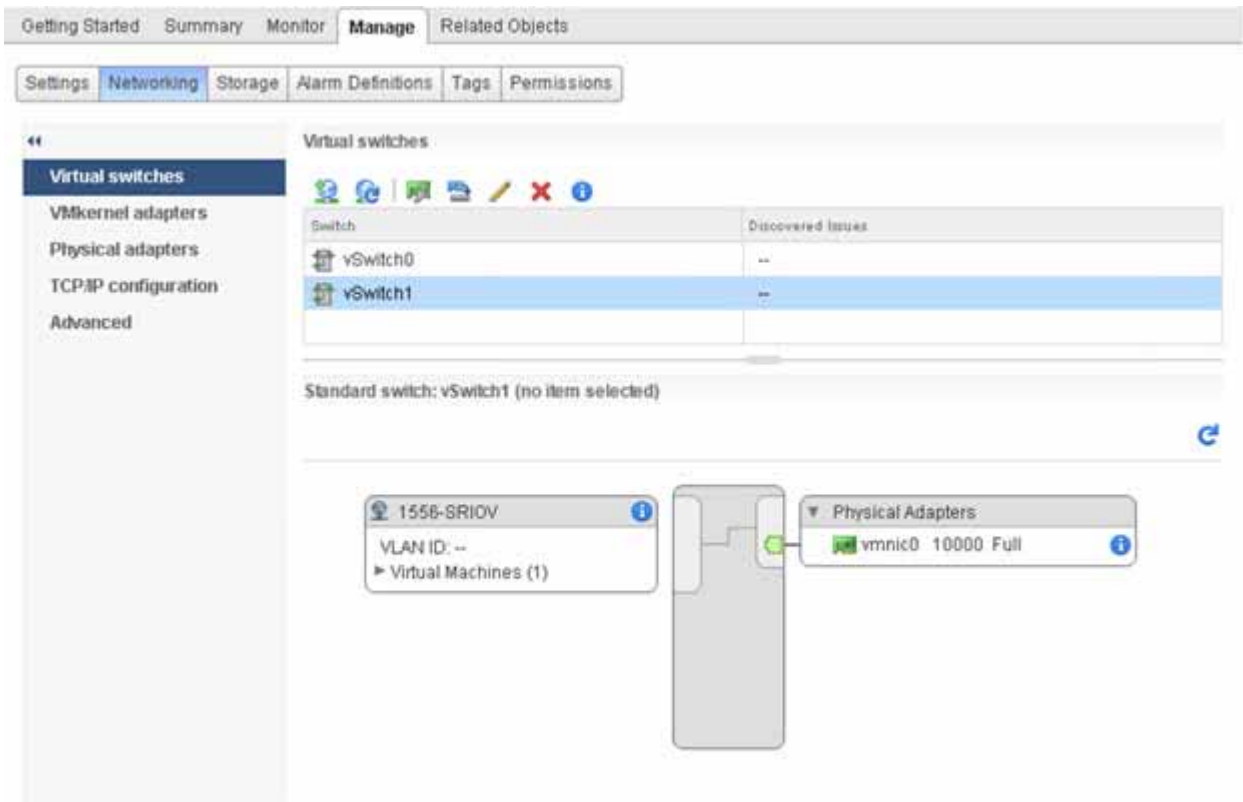 Getting Started Summary Monitor Manage Related Objects
Settings Networking Storage Alarm Definitions Tags Permissions
Virtual switches
Virtual switches
VMkernel adapters
Physical adapters
TCP/IP configuration
Advanced
Switch Discovered Issues
vSwitch0 --
vSwitch1 --
Standard switch: vSwitch1 (no item selected)
1556-SRIOV
VLAN ID: --
Virtual Machines (1)
Physical Adapters
vmnic0 10000 Full